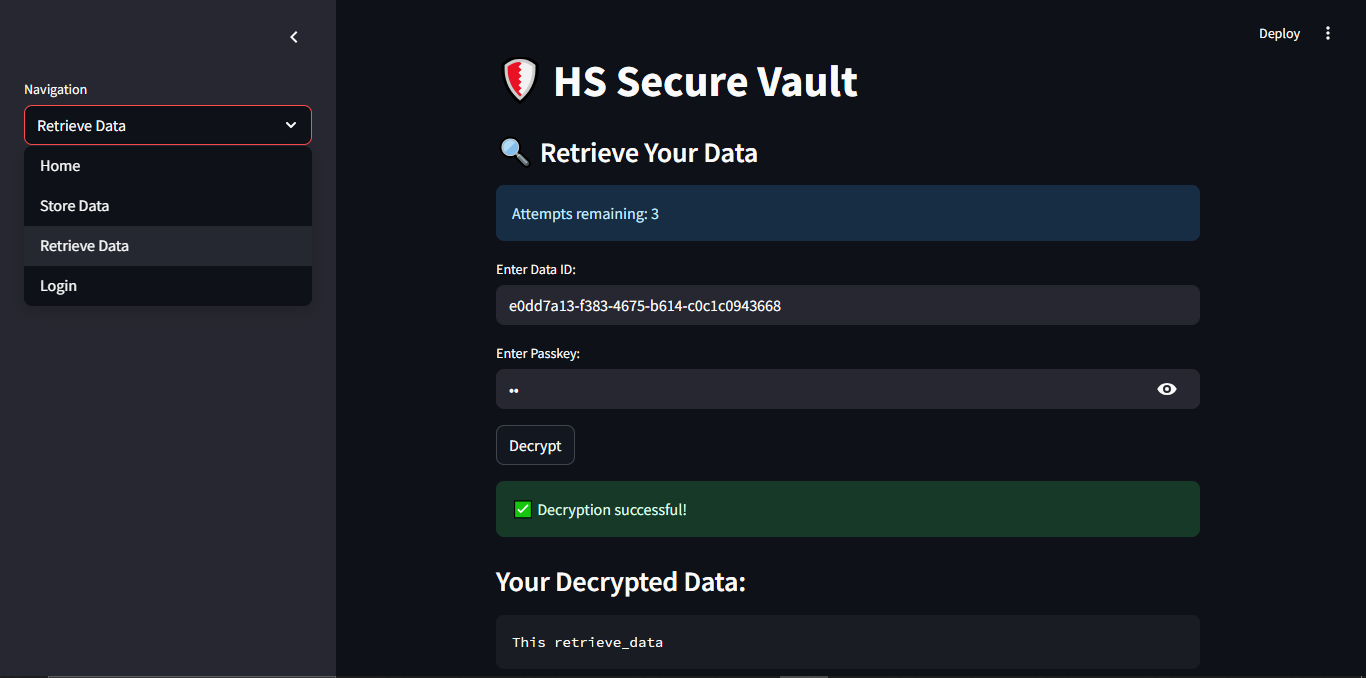 Navigation
Retrieve Data
Home
Store Data
Retrieve Data
Login
Deploy
HS Secure Vault
Retrieve Your Data
Attempts remaining: 3
Enter Data ID:
e0dd7a13-f383-4675-b614-c0c1c0943668
Enter Passkey:
••
Decrypt
✅ Decryption successful!
Your Decrypted Data:
This retrieve_data